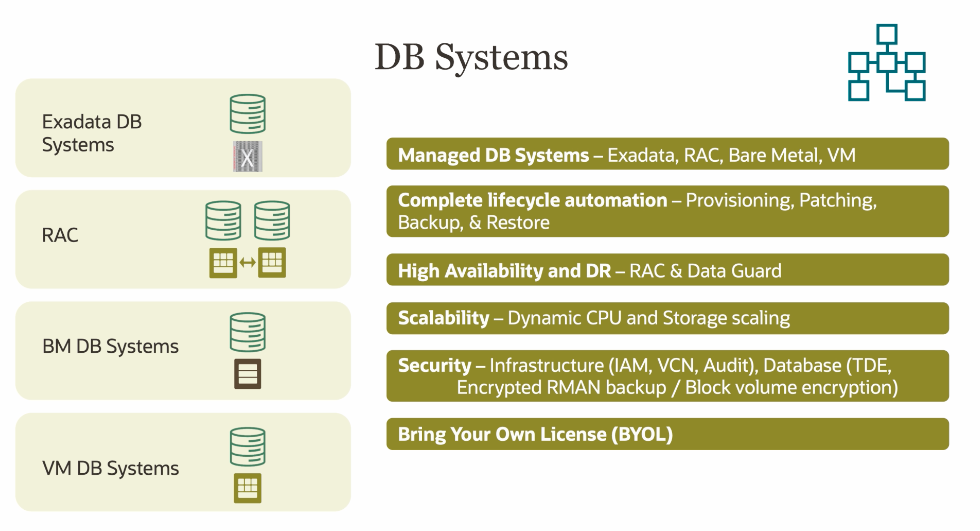 DB Systems
Exadata DB
Systems
X
RAC
BM DB Systems
VM DB Systems
Managed DB Systems – Exadata, RAC, Bare Metal, VM
Complete lifecycle automation – Provisioning, Patching,
Backup, & Restore
High Availability and DR – RAC & Data Guard
Scalability – Dynamic CPU and Storage scaling
Security – Infrastructure (IAM, VCN, Audit), Database (TDE,
Encrypted RMAN backup / Block volume encryption)
Bring Your Own License (BYOL)